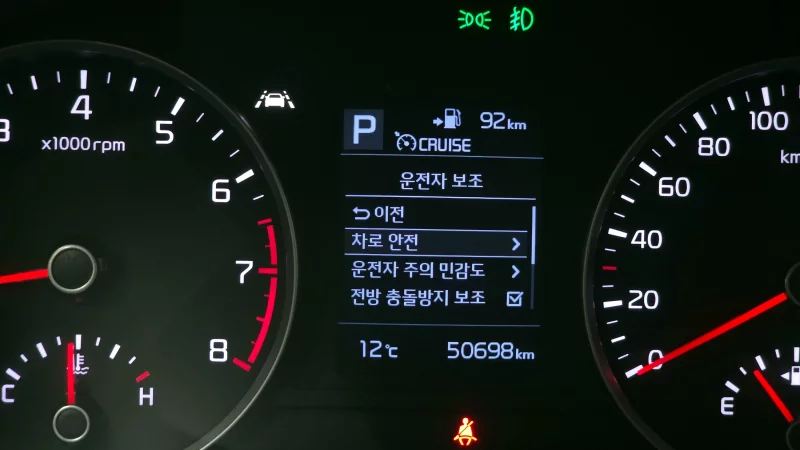 3
4
5
6
7
8
x1000rpm
C
H
P
92km
CRUISE
운전자 보조
이전
차로 안전
운전자 주의 민감도
전방 충돌방지 보조
12℃
50698km
100
80
60
40
20
0
km
E